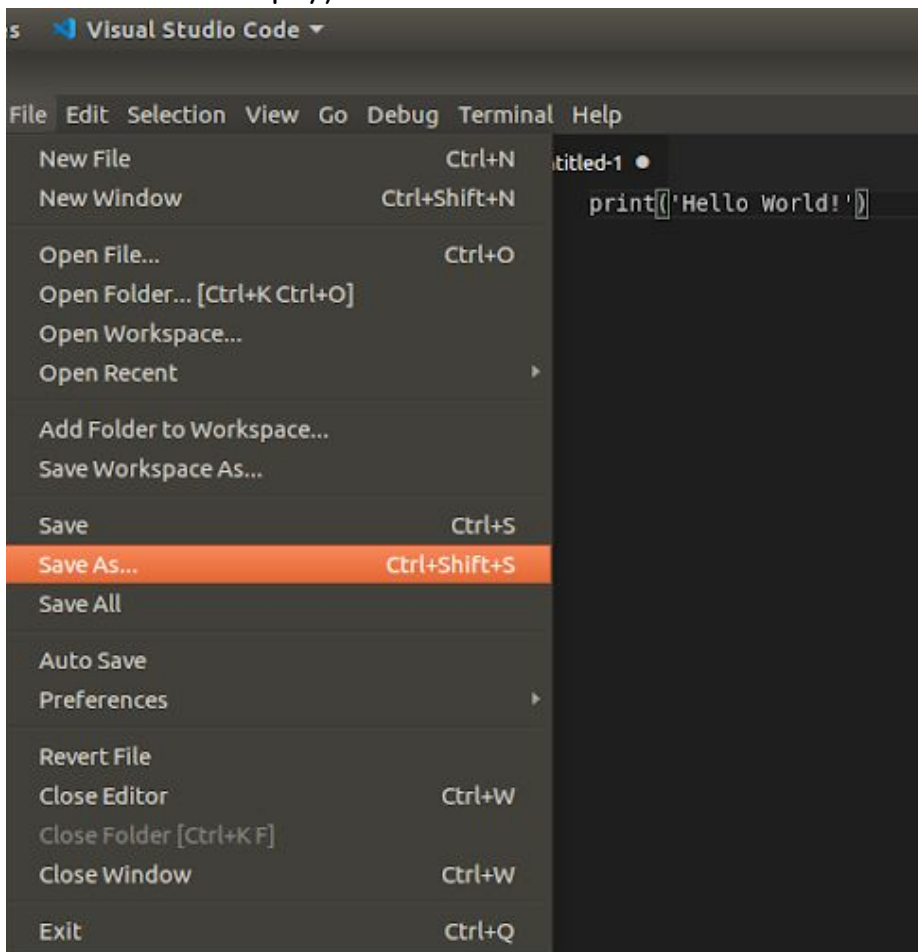 s Visual Studio Code
File Edit Selection View Go Debug Terminal Help
New File Ctrl+N
New Window Ctrl+Shift+N
Open File... Ctrl+O
Open Folder... [Ctrl+K Ctrl+O]
Open Workspace...
Open Recent
Add Folder to Workspace...
Save Workspace As...
Save Ctrl+S
Save As... Ctrl+Shift+S
Save All
Auto Save
Preferences
Revert File
Close Editor Ctrl+W
Close Folder [Ctrl+K F]
Close Window Ctrl+W
Exit Ctrl+Q
titled-1
print('Hello World!')